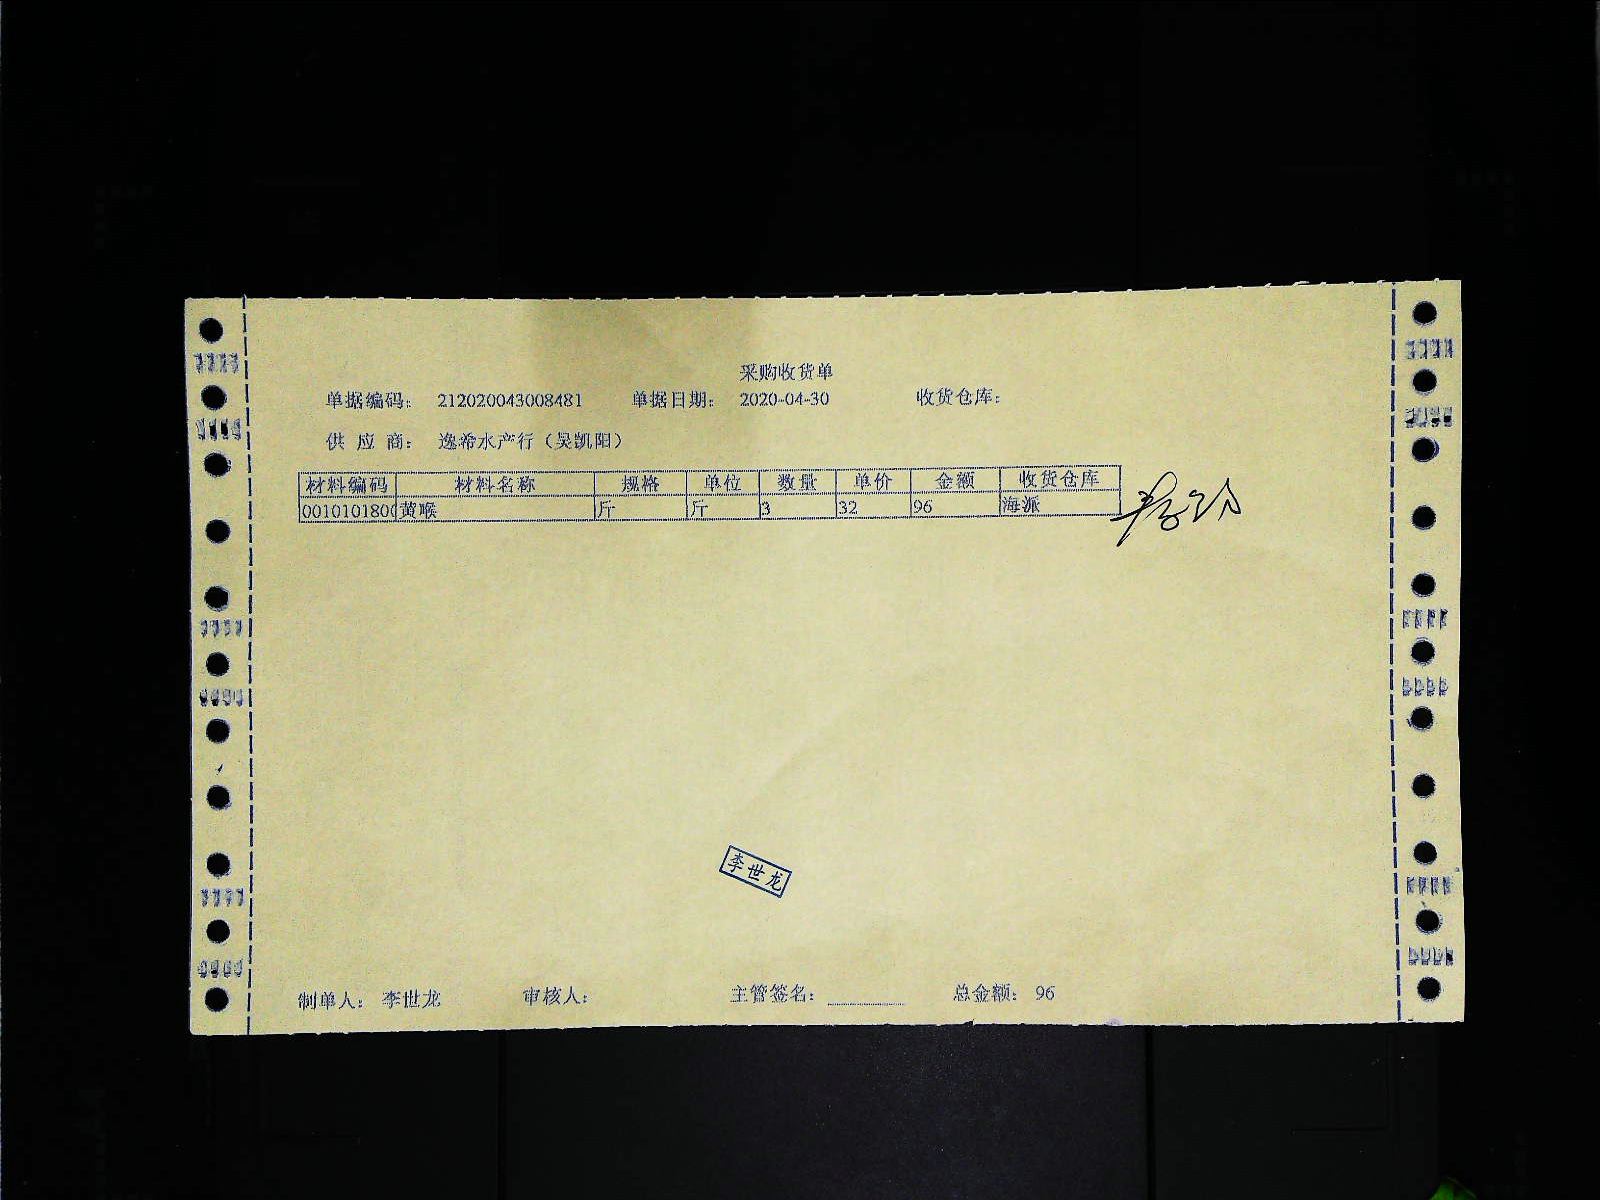 采购收货单
单据编码： 212020043008481 单据日期： 2020-04-30 收货仓库：
供 应 商： 逸希水产行（吴凯阳）
材料编码 材料名称 规格 单位 数量 单价 金额 收货仓库
0010101800 黄喉 斤 斤 3 32 96 海派
李世龙
制单人： 李世龙 审核人： 主管签名： 总金额： 96